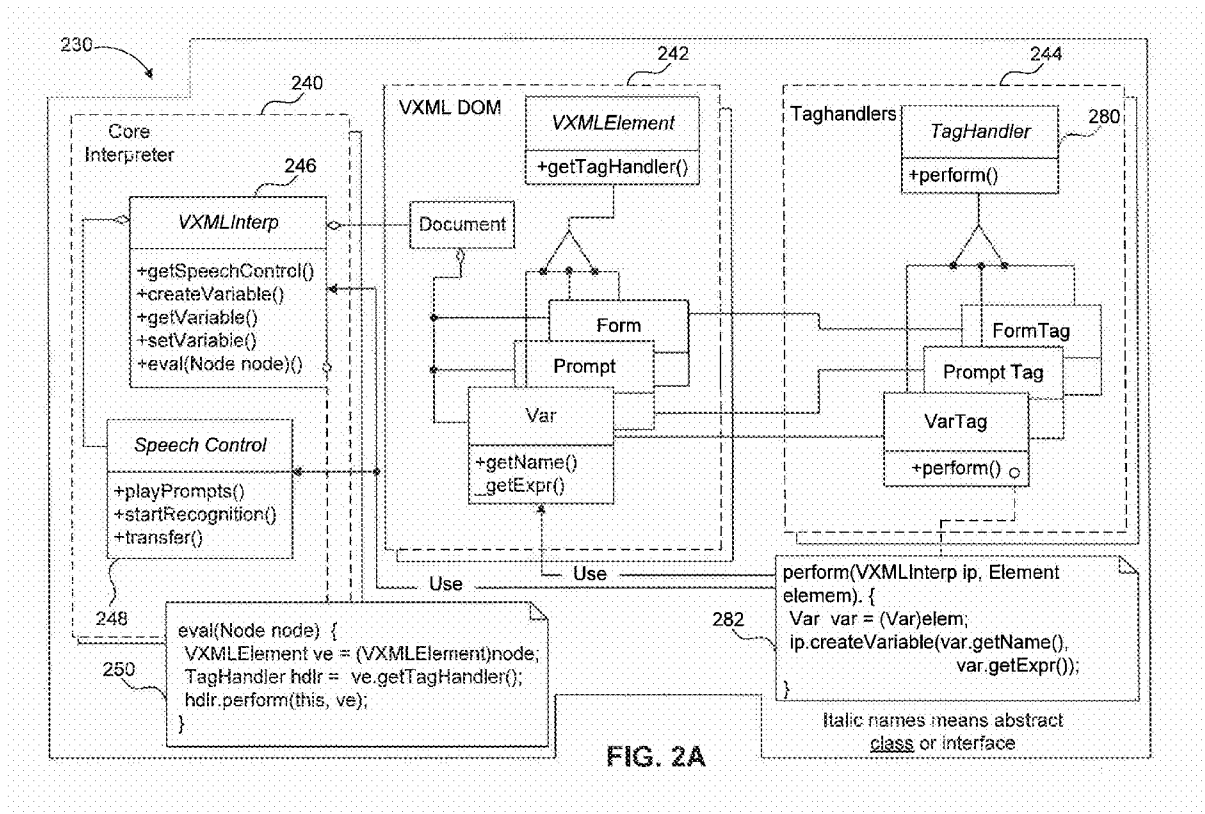 230
240
Core
Interpreter
246
VXMLInterp
+getSpeechControl()
+createVariable()
+getVariable()
+setVariable()
+eval(Node node)()
Speech Control
+playPrompts()
+startRecognition()
+transfer()
248
242
VXML DOM
VXMLElement
+getTagHandler()
Document
Form
Prompt
Var
+getName()
_getExpr()
244
Taghandlers
TagHandler
280
+perform()
FormTag
Prompt Tag
VarTag
+perform()
Use
Use
250
eval(Node node) {
VXMLElement ve = (VXMLElement)node;
TagHandler hdlr = ve.getTagHandler();
hdlr.perform(this, ve);
}
282
perform(VXMLInterp ip, Element
elemem). {
Var var = (Var)elem;
ip.createVariable(var.getName(),
var.getExpr());
}
Italic names means abstract
class or interface
FIG. 2A